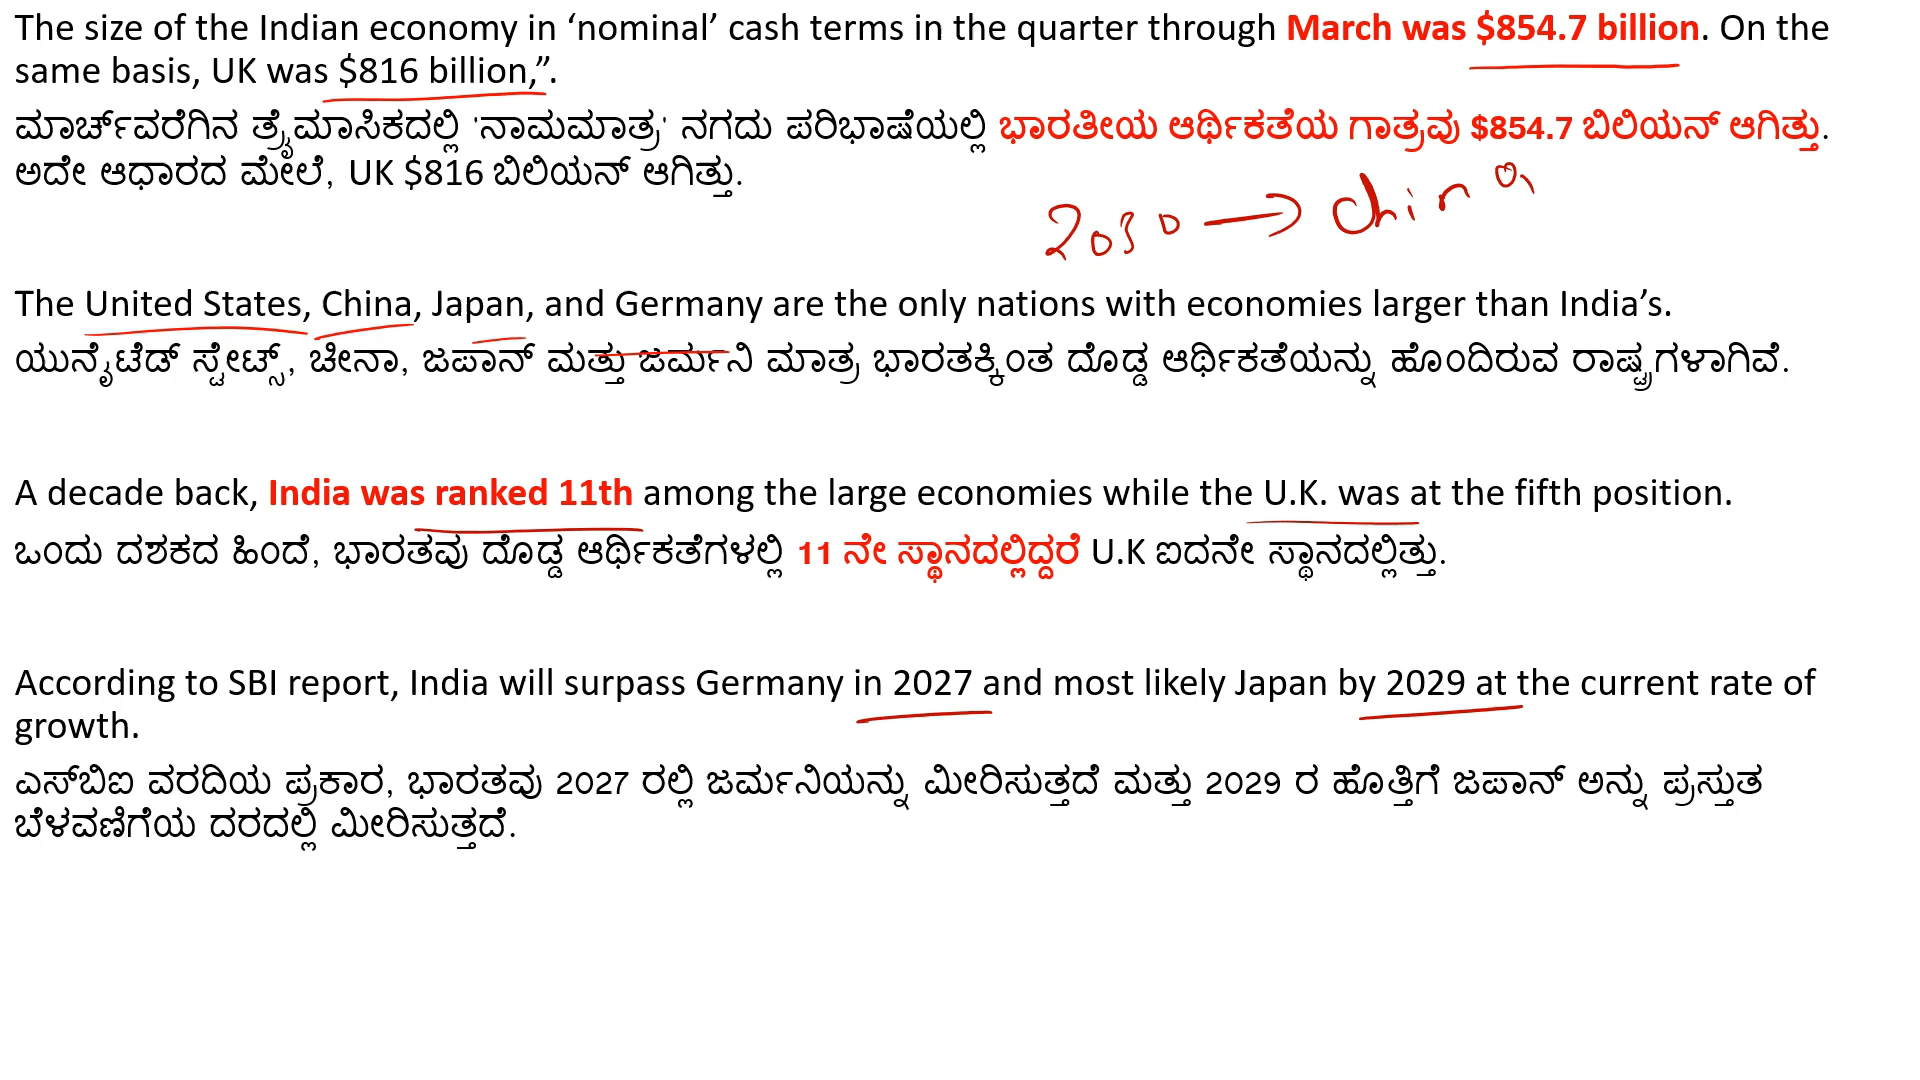 The size of the Indian economy in ‘nominal’ cash terms in the quarter through March was $854.7 billion. On the
same basis, UK was $816 billion,”.
ಮಾರ್ಚ್‌ವರೆಗಿನ ತ್ರೈಮಾಸಿಕದಲ್ಲಿ 'ನಾಮಮಾತ್ರ' ನಗದು ಪರಿಭಾಷೆಯಲ್ಲಿ ಭಾರತೀಯ ಆರ್ಥಿಕತೆಯ ಗಾತ್ರವು $854.7 ಬಿಲಿಯನ್ ಆಗಿತ್ತು.
ಅದೇ ಆಧಾರದ ಮೇಲೆ, UK $816 ಬಿಲಿಯನ್ ಆಗಿತ್ತು.
2030 → China
The United States, China, Japan, and Germany are the only nations with economies larger than India’s.
ಯುನೈಟೆಡ್ ಸ್ಟೇಟ್ಸ್, ಚೀನಾ, ಜಪಾನ್ ಮತ್ತು ಜರ್ಮನಿ ಮಾತ್ರ ಭಾರತಕ್ಕಿಂತ ದೊಡ್ಡ ಆರ್ಥಿಕತೆಯನ್ನು ಹೊಂದಿರುವ ರಾಷ್ಟ್ರಗಳಾಗಿವೆ.
A decade back, India was ranked 11th among the large economies while the U.K. was at the fifth position.
ಒಂದು ದಶಕದ ಹಿಂದೆ, ಭಾರತವು ದೊಡ್ಡ ಆರ್ಥಿಕತೆಗಳಲ್ಲಿ 11 ನೇ ಸ್ಥಾನದಲ್ಲಿದ್ದರೆ U.K ಐದನೇ ಸ್ಥಾನದಲ್ಲಿತ್ತು.
According to SBI report, India will surpass Germany in 2027 and most likely Japan by 2029 at the current rate of
growth.
ಎಸ್‌ಬಿಐ ವರದಿಯ ಪ್ರಕಾರ, ಭಾರತವು 2027 ರಲ್ಲಿ ಜರ್ಮನಿಯನ್ನು ಮೀರಿಸುತ್ತದೆ ಮತ್ತು 2029 ರ ಹೊತ್ತಿಗೆ ಜಪಾನ್ ಅನ್ನು ಪ್ರಸ್ತುತ
ಬೆಳವಣಿಗೆಯ ದರದಲ್ಲಿ ಮೀರಿಸುತ್ತದೆ.